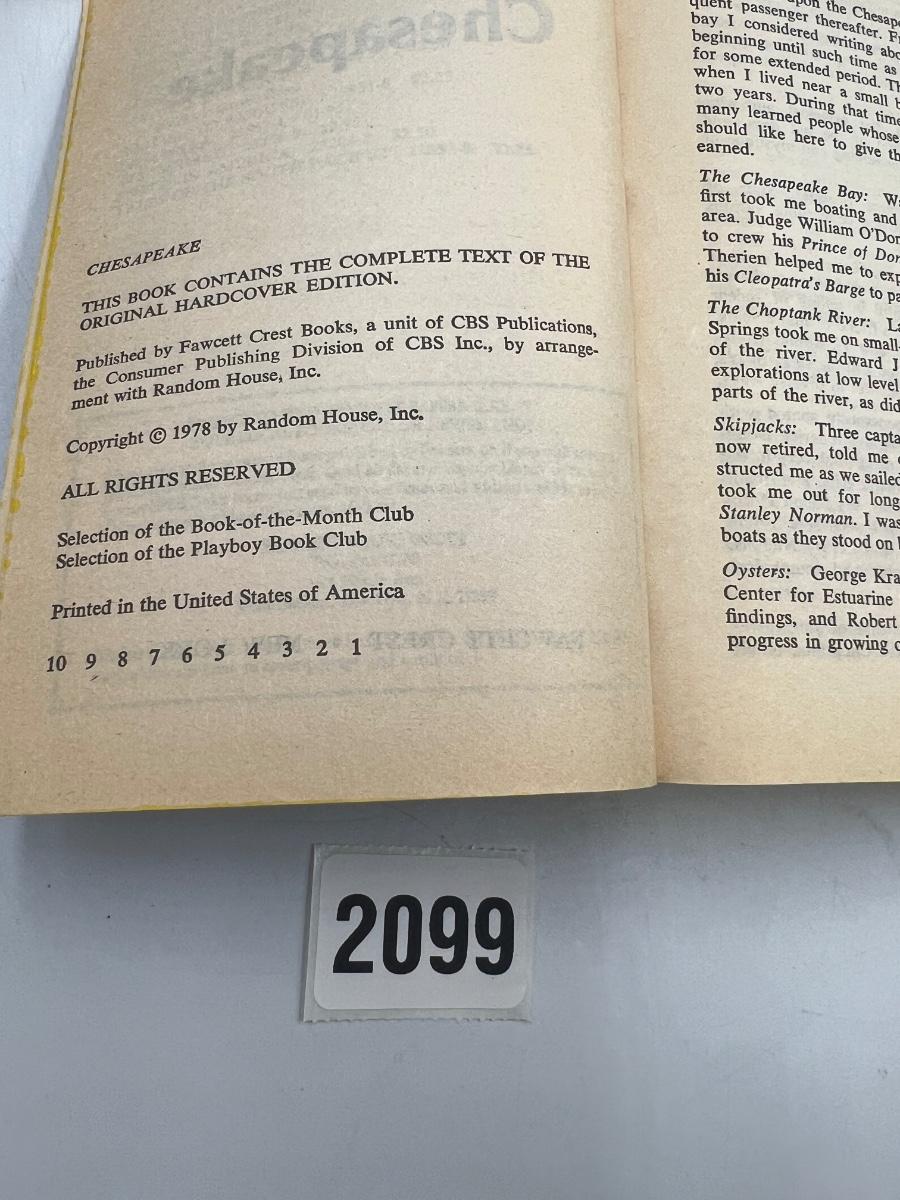 CHESAPEAKE
THIS BOOK CONTAINS THE COMPLETE TEXT OF THE
ORIGINAL HARDCOVER EDITION.
Published by Fawcett Crest Books, a unit of CBS Publications,
the Consumer Publishing Division of CBS Inc., by arrange-
ment with Random House, Inc.
Copyright © 1978 by Random House, Inc.
ALL RIGHTS RESERVED
Selection of the Book-of-the-Month Club
Selection of the Playboy Book Club
Printed in the United States of America
10 9 8 7 6 5 4 3 2 1
upon the
quent passenger thereafter.
bay I considered writing
beginning until such time as
for some extended period.
when I lived near a small
two years. During that time
many learned people whose
should like here to give
earned.
The Chesapeake Bay:
first took me boating and
area. Judge William
to crew his Prince of
Therien helped me to
his Cleopatra's Barge to
The Choptank River:
Springs took me on small-
of the river. Edward J
explorations at low level
parts of the river, as did
Skipjacks: Three
now retired, told me
structed me as we sailed
took me out for long
Stanley Norman. I was
boats as they stood on
Oysters: George
Center for Estuarine
findings, and Robert
progress in growing
2099